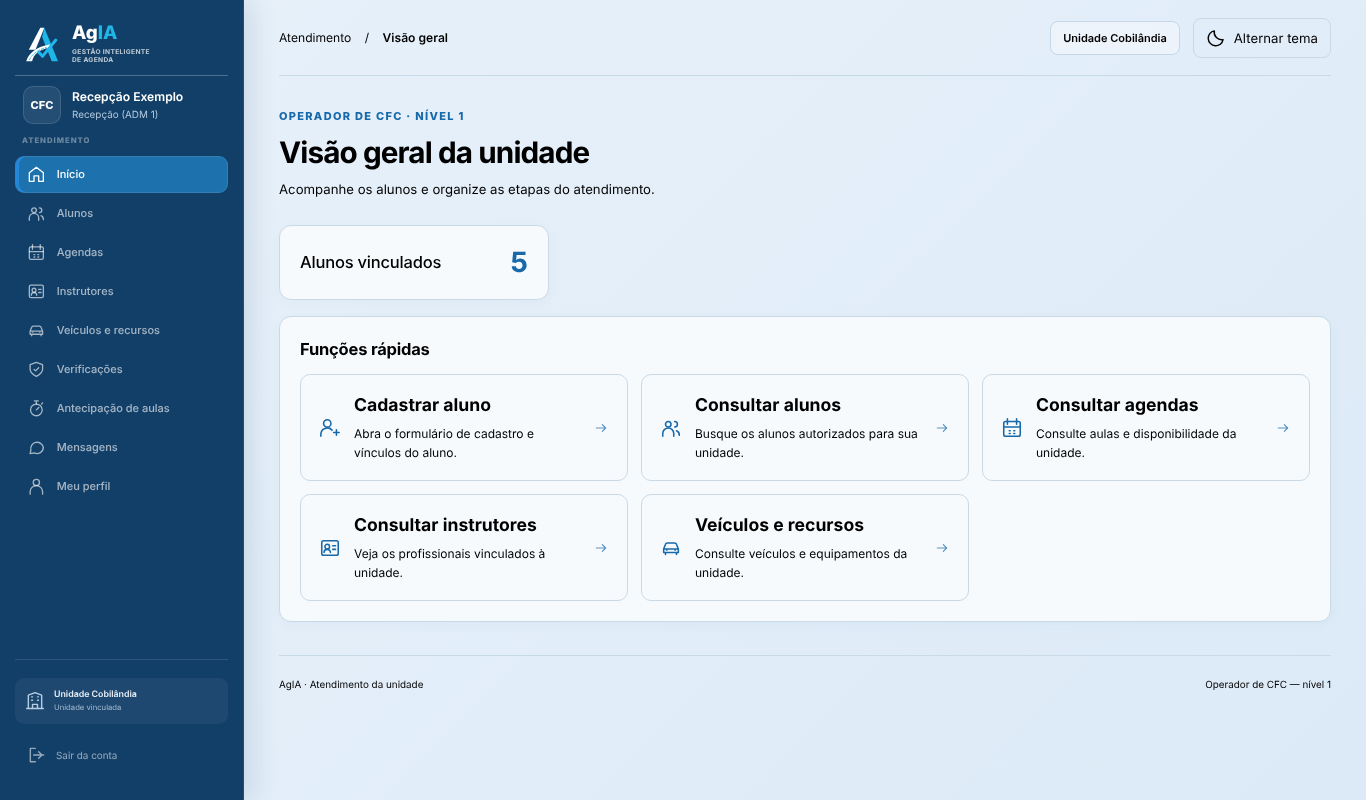 AgIA
GESTÃO INTELIGENTE
DE AGENDA
CFC
Recepção Exemplo
Recepção (ADM 1)
ATENDIMENTO
Início
Alunos
Agendas
Instrutores
Veículos e recursos
Verificações
Antecipação de aulas
Mensagens
Meu perfil
Unidade Cobilândia
Unidade vinculada
Sair da conta
Atendimento / Visão geral
Unidade Cobilândia
Alternar tema
OPERADOR DE CFC · NÍVEL 1
Visão geral da unidade
Acompanhe os alunos e organize as etapas do atendimento.
Alunos vinculados 5
Funções rápidas
Cadastrar aluno
Abra o formulário de cadastro e
vínculos do aluno.
Consultar alunos
Busque os alunos autorizados para sua
unidade.
Consultar agendas
Consulte aulas e disponibilidade da
unidade.
Consultar instrutores
Veja os profissionais vinculados à
unidade.
Veículos e recursos
Consulte veículos e equipamentos da
unidade.
AgIA · Atendimento da unidade
Operador de CFC — nível 1